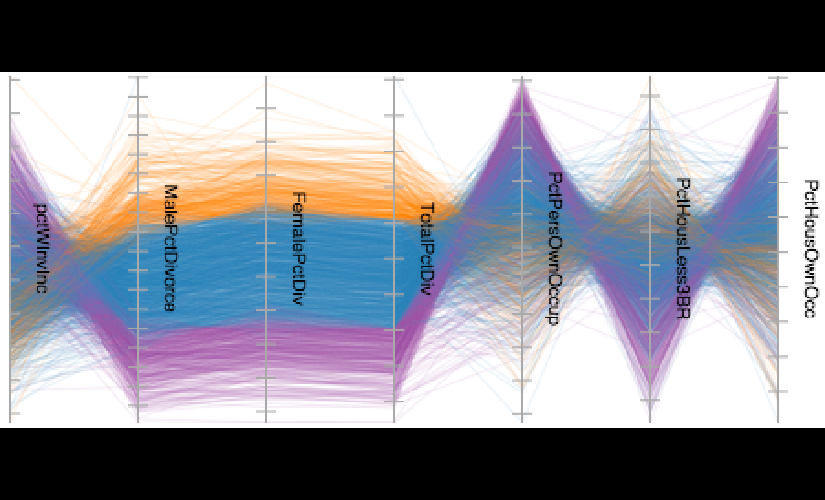 pctWInvInc
MalePctDivorce
FemalePctDiv
TotalPctDiv
PctPersOwnOccup
PctHousLess3BR
PctHousOwnOcc